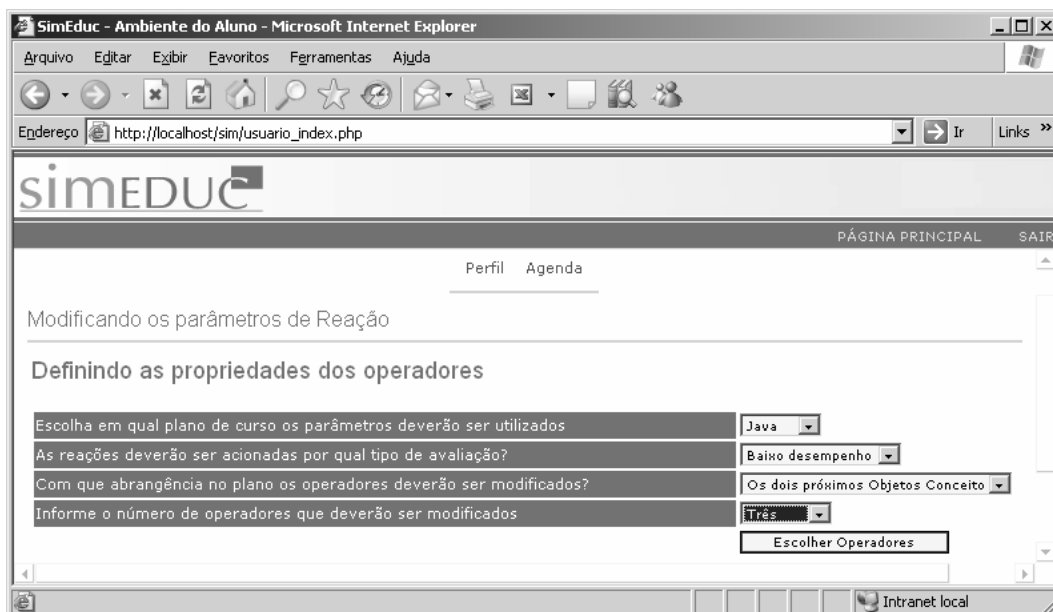 SimEduc - Ambiente do Aluno - Microsoft Internet Explorer
Arquivo Editar Exibir Favoritos Ferramentas Ajuda
Endereço http://localhost/sim/usuario_index.php Ir Links »
simEDUC
PÁGINA PRINCIPAL SAIR
Perfil Agenda
Modificando os parâmetros de Reação
Definindo as propriedades dos operadores
Escolha em qual plano de curso os parâmetros deverão ser utilizados Java
As reações deverão ser acionadas por qual tipo de avaliação? Baixo desempenho
Com que abrangência no plano os operadores deverão ser modificados? Os dois próximos Objetos Conceito
Informe o número de operadores que deverão ser modificados Três
Escolher Operadores
Intranet local